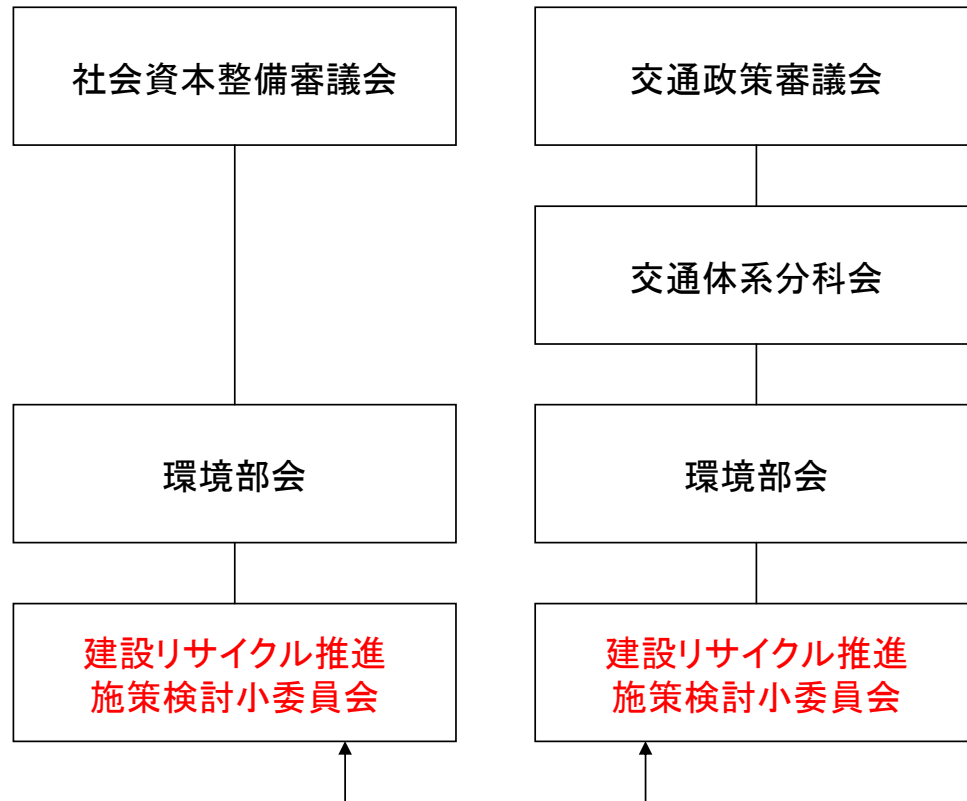 社会資本整備審議会
交通政策審議会
交通体系分科会
環境部会
環境部会
建設リサイクル推進
施策検討小委員会
建設リサイクル推進
施策検討小委員会